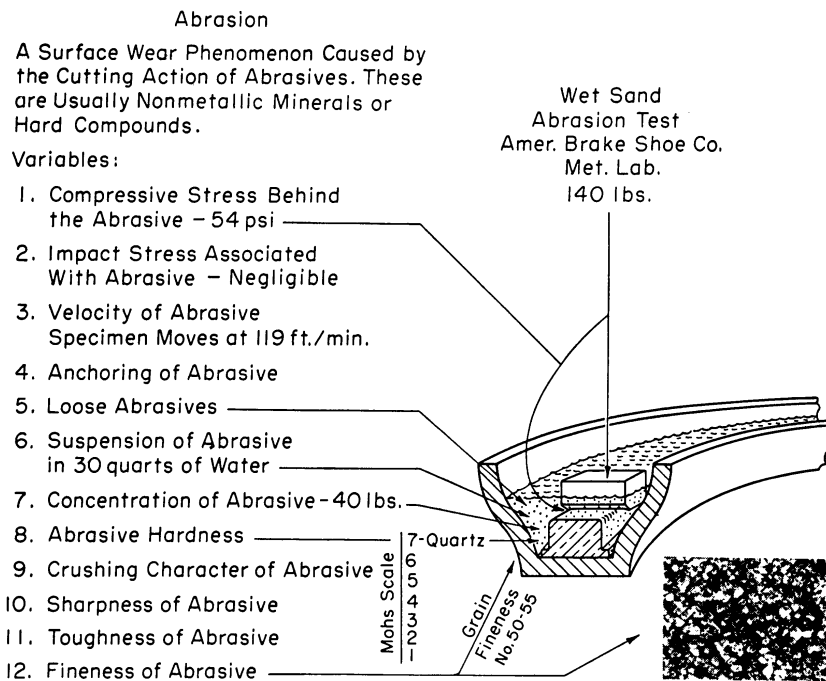 Abrasion
A Surface Wear Phenomenon Caused by
the Cutting Action of Abrasives. These
are Usually Nonmetallic Minerals or
Hard Compounds.
Variables:
1. Compressive Stress Behind
the Abrasive – 54 psi
2. Impact Stress Associated
With Abrasive – Negligible
3. Velocity of Abrasive
Specimen Moves at 119 ft./min.
4. Anchoring of Abrasive
5. Loose Abrasives
6. Suspension of Abrasive
in 30 quarts of Water
7. Concentration of Abrasive-40 lbs.
8. Abrasive Hardness
9. Crushing Character of Abrasive
10. Sharpness of Abrasive
11. Toughness of Abrasive
12. Fineness of Abrasive
Wet Sand
Abrasion Test
Amer. Brake Shoe Co.
Met. Lab.
140 lbs.
Mohs Scale
7-Quartz
6
5
4
3
2
1
Grain
Fineness
No. 50-55